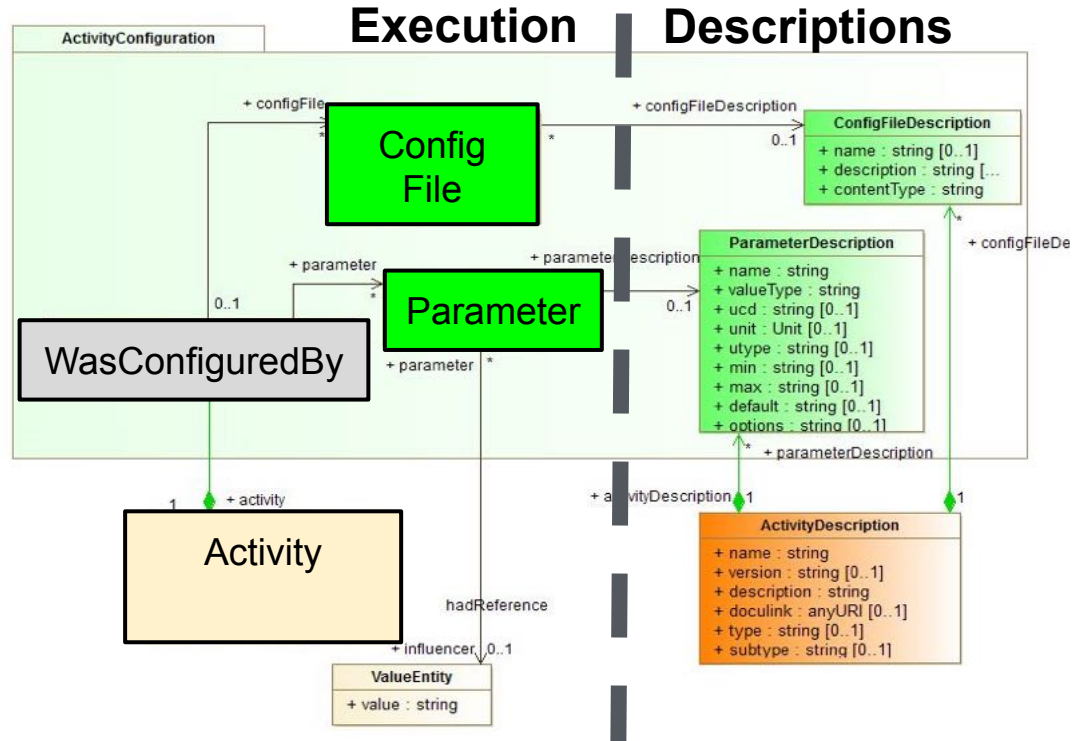 Execution
Descriptions
ActivityConfiguration
+ configFile
*
Config
File
*
+ configFileDescription
0..1
ConfigFileDescription
+ name : string [0..1]
+ description : string [...
+ contentType : string
*
+ configFileDe
+ parameter
*
0..1
Parameter
+ parameterDescription
0..1
ParameterDescription
+ name : string
+ valueType : string
+ ucd : string [0..1]
+ unit : Unit [0..1]
+ utype : string [0..1]
+ min : string [0..1]
+ max : string [0..1]
+ default : string [0..1]
+ options : string [0..1]
WasConfiguredBy
+ parameter
*
*
+ parameterDescription
1
+ activity
1
1
Activity
ActivityDescription
+ name : string
+ version : string [0..1]
+ description : string
+ doculink : anyURI [0..1]
+ type : string [0..1]
+ subtype : string [0..1]
hadReference
+ influencer
0..1
ValueEntity
+ value : string